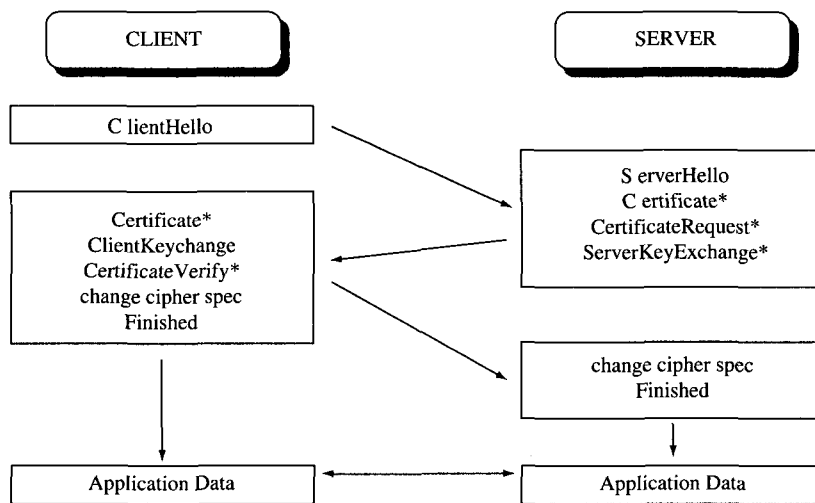 CLIENT
SERVER
C lientHello
S erverHello
C ertificate*
CertificateRequest*
ServerKeyExchange*
Certificate*
ClientKeychange
CertificateVerify*
change cipher spec
Finished
change cipher spec
Finished
Application Data
Application Data